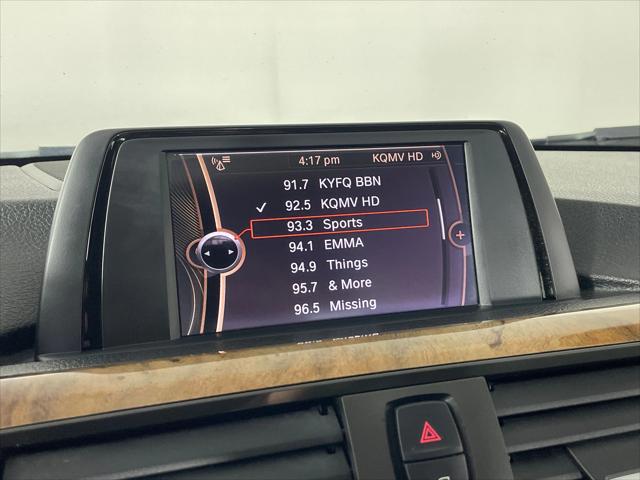 4:17 pm KQMV HD
91.7 KYFQ BBN
92.5 KQMV HD
93.3 Sports
94.1 EMMA
94.9 Things
95.7 & More
96.5 Missing